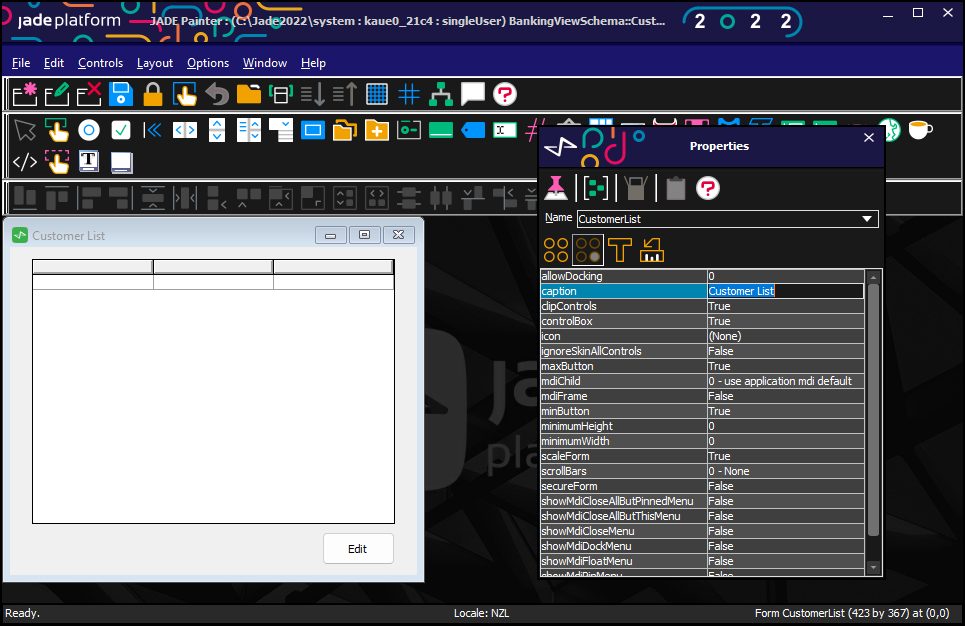 jade platform
JADE Painter : (C:\Jade2022\system : kaue0_21c4 : singleUser) BankingViewSchema::Cust...
2 0 2 2
File Edit Controls Layout Options Window Help
Properties
Name CustomerList
Customer List
allowDocking 0
caption Customer List
clipControls True
controlBox True
icon (None)
ignoreSkinAllControls False
maxButton True
mdiChild 0 - use application mdi default
mdiFrame False
minButton True
minimumHeight 0
minimumWidth 0
scaleForm True
scrollBars 0 - None
secureForm False
showMdiCloseAllButPinnedMenu False
showMdiCloseAllButThisMenu False
showMdiCloseMenu False
showMdiDockMenu False
showMdiFloatMenu False
showMdiPinMenu False
Edit
Ready. Locale: NZL Form CustomerList (423 by 367) at (0,0)